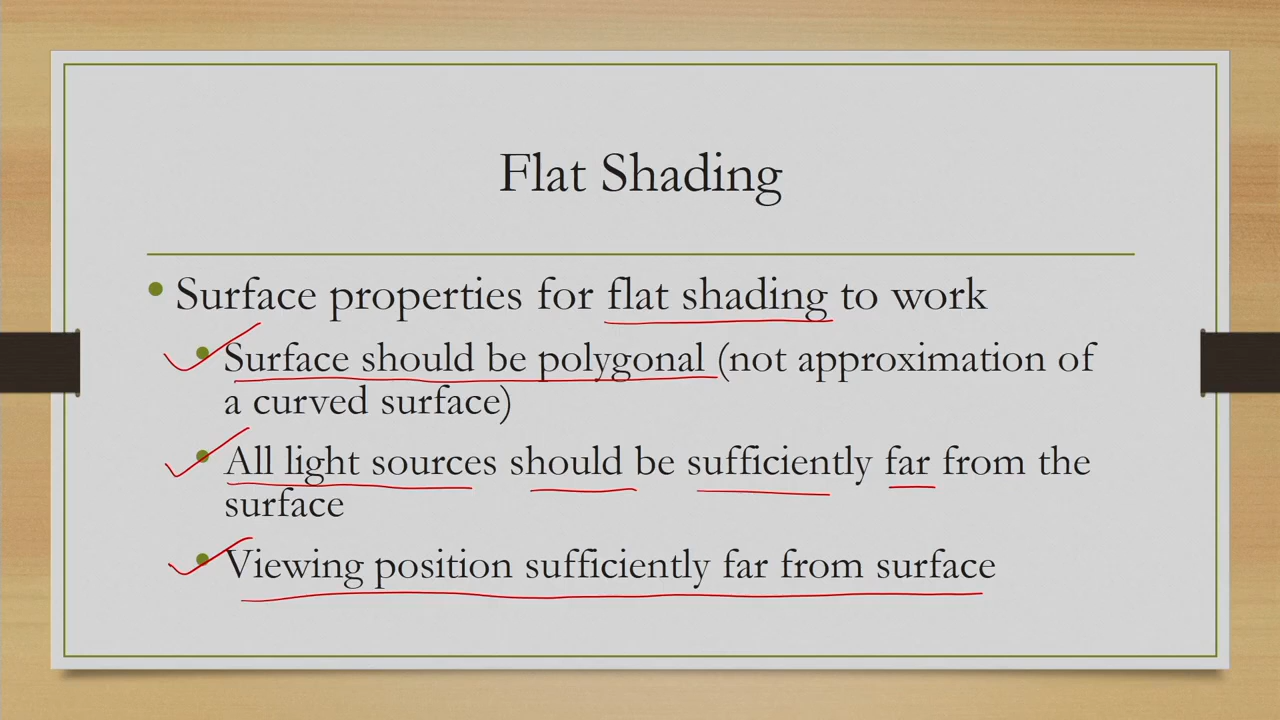 Flat Shading
• Surface properties for flat shading to work
• Surface should be polygonal (not approximation of
a curved surface)
• All light sources should be sufficiently far from the
surface
• Viewing position sufficiently far from surface